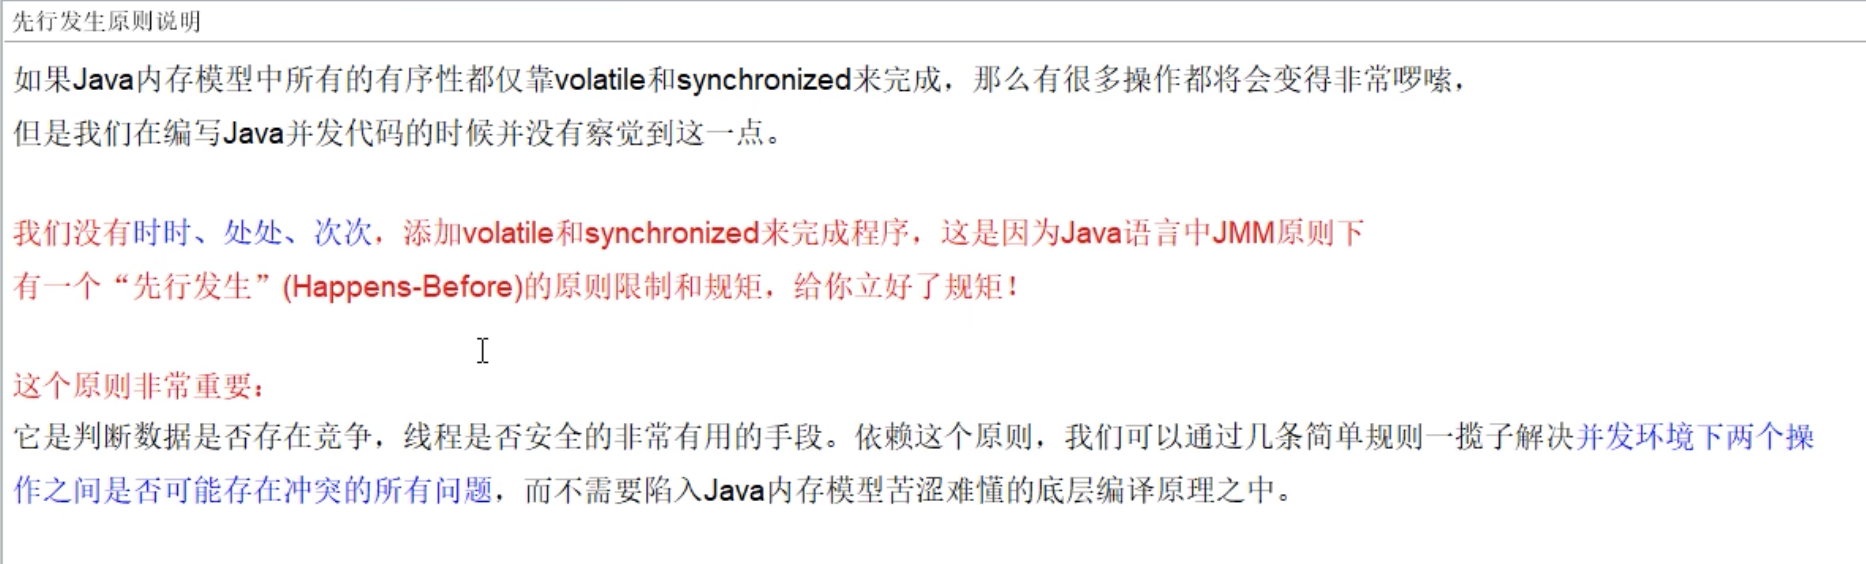 先行发生原则说明
如果Java内存模型中所有的有序性都仅靠volatile和synchronized来完成，那么有很多操作都将会变得非常啰嗦，
但是我们在编写Java并发代码的时候并没有察觉到这一点。
我们没有时时、处处、次次，添加volatile和synchronized来完成程序，这是因为Java语言中JMM原则下
有一个“先行发生”(Happens-Before)的原则限制和规矩，给你立好了规矩！
这个原则非常重要：
它是判断数据是否存在竞争，线程是否安全的非常有用的手段。依赖这个原则，我们可以通过几条简单规则一揽子解决并发环境下两个操
作之间是否可能存在冲突的所有问题，而不需要陷入Java内存模型苦涩难懂的底层编译原理之中。